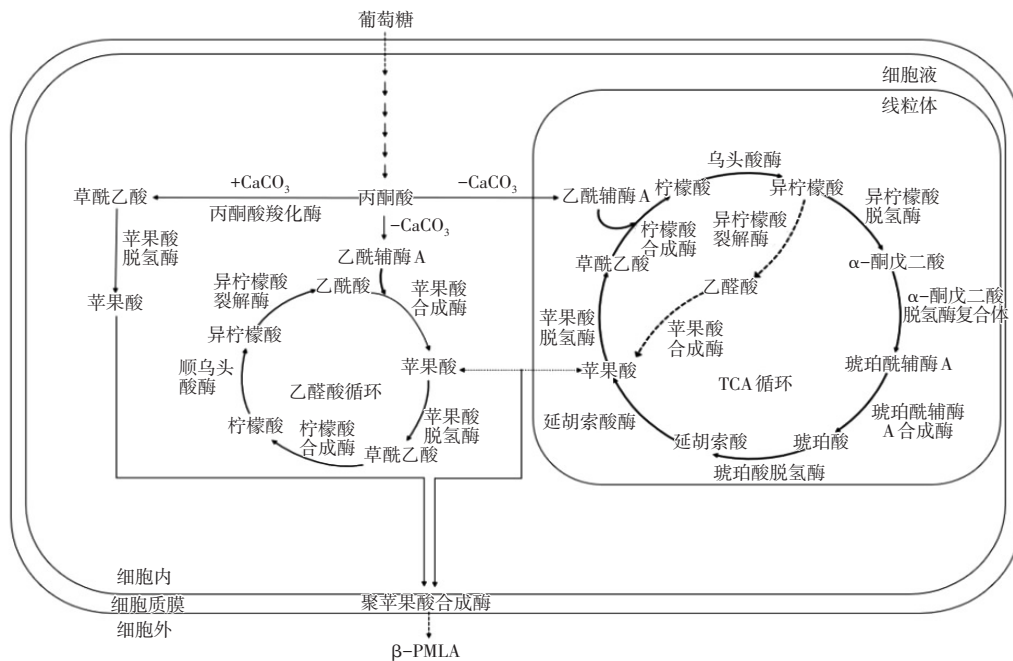 葡萄糖
细胞液
线粒体
乌头酸酶
草酰乙酸
+CaCO3
丙酮酸
-CaCO3
乙酰辅酶A
柠檬酸
异柠檬酸
丙酮酸羧化酶
异柠檬酸
脱氢酶
-CaCO3
柠檬酸
合成酶
异柠檬酸
裂解酶
苹果酸
脱氢酶
乙酰辅酶A
草酰乙酸
α-酮戊二酸
异柠檬酸
裂解酶
乙酰酸
苹果酸
合成酶
乙醛酸
α-酮戊二酸
脱氢酶复合体
苹果酸
苹果酸
脱氢酶
苹果酸
合成酶
异柠檬酸
顺乌头
酸酶
苹果酸
苹果酸
琥珀酰辅酶A
乙醛酸循环
TCA循环
苹果酸
脱氢酶
柠檬酸
柠檬酸
合成酶
延胡索酸酶
琥珀酰辅酶
A合成酶
草酰乙酸
延胡索酸
琥珀酸
琥珀酸脱氢酶
细胞内
细胞质膜
聚苹果酸合成酶
细胞外
β-PMLA